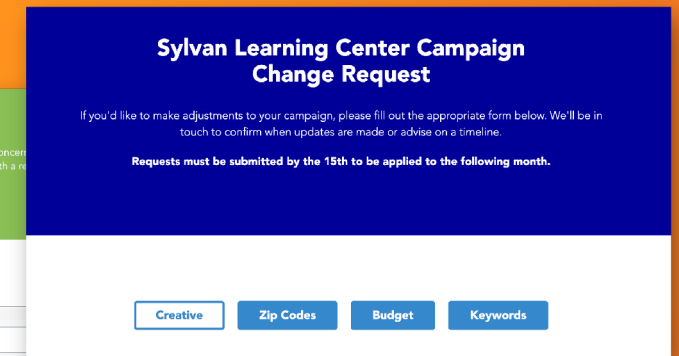 Sylvan Learning Center Campaign
Change Request
If you'd like to make adjustments to your campaign, please fill out the appropriate form below. We'll be in
touch to confirm when updates are made or advise on a timeline.
Requests must be submitted by the 15th to be applied to the following month.
Creative
Zip Codes
Budget
Keywords